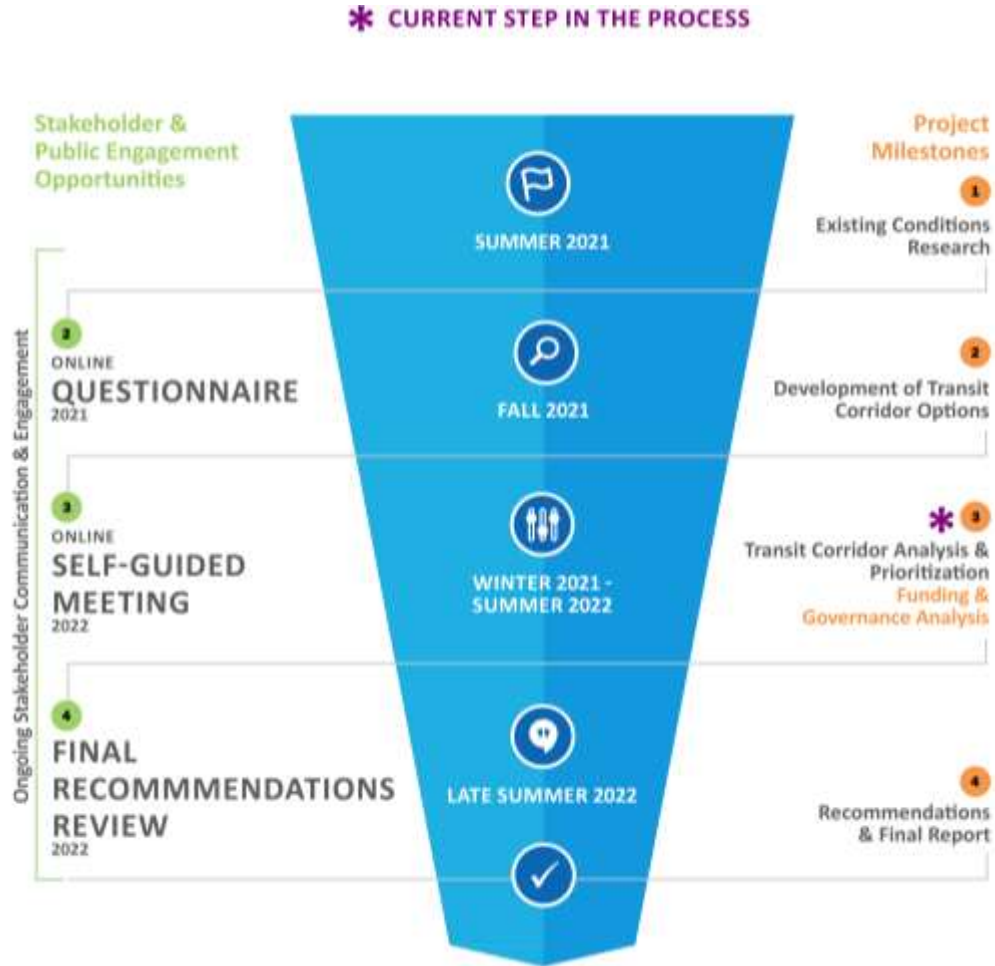 * CURRENT STEP IN THE PROCESS
Stakeholder &
Public Engagement
Opportunities
Project
Milestones
SUMMER 2021
1
Existing Conditions
Research
Ongoing Stakeholder Communication & Engagement
2
ONLINE
QUESTIONNAIRE
2021
FALL 2021
2
Development of Transit
Corridor Options
3
ONLINE
SELF-GUIDED
MEETING
2022
WINTER 2021 -
SUMMER 2022
* 3
Transit Corridor Analysis &
Prioritization
Funding &
Governance Analysis
4
FINAL
RECOMMMENDATIONS
REVIEW
2022
LATE SUMMER 2022
4
Recommendations
& Final Report